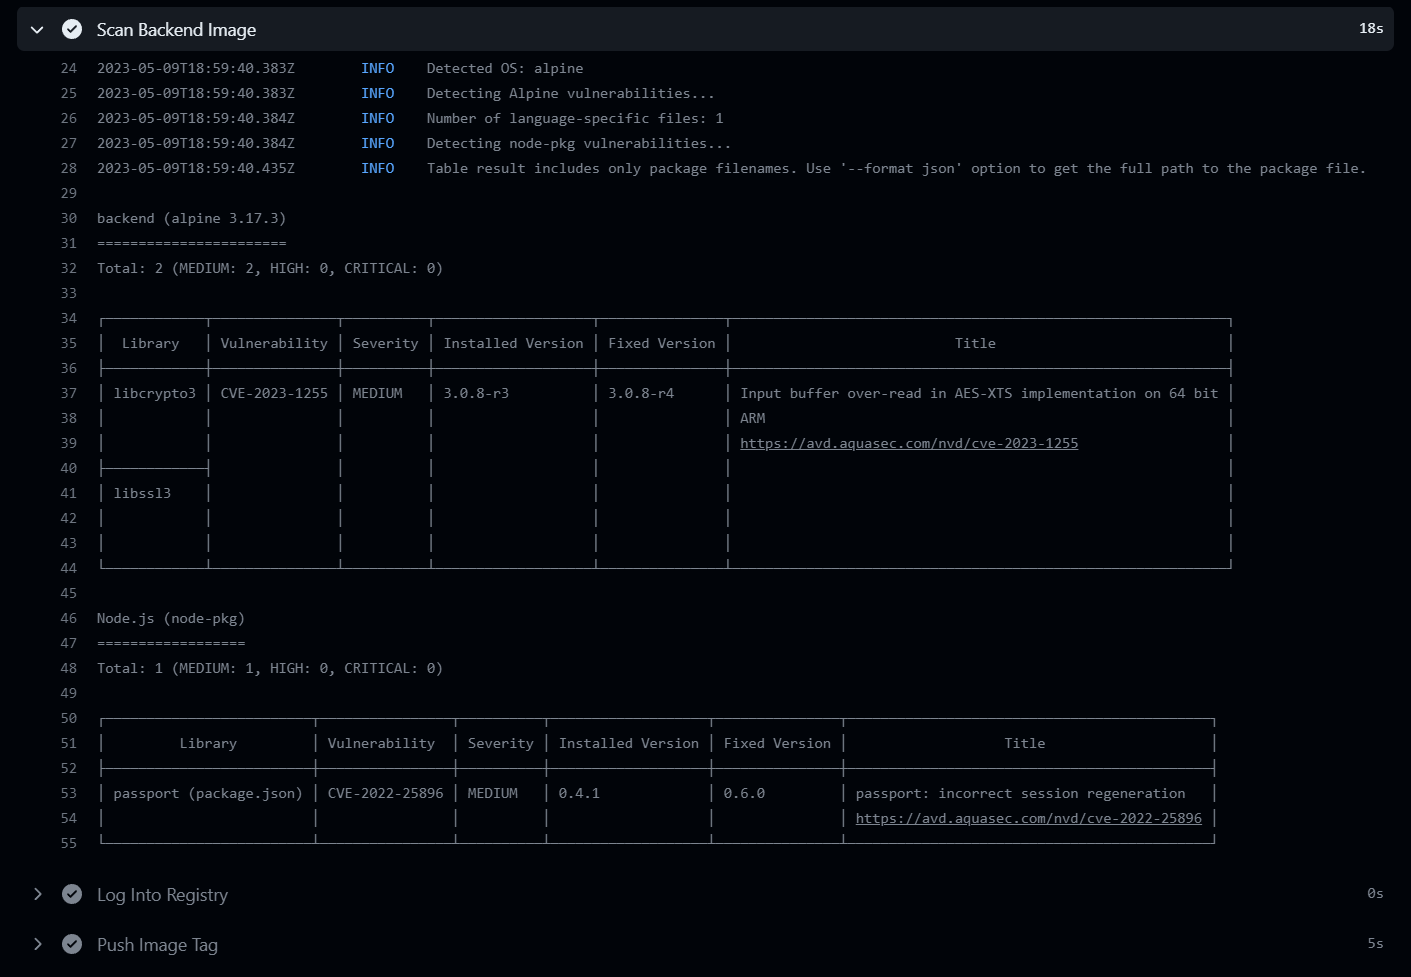 Scan Backend Image 18s
24 2023-05-09T18:59:40.383Z INFO Detected OS: alpine
25 2023-05-09T18:59:40.383Z INFO Detecting Alpine vulnerabilities...
26 2023-05-09T18:59:40.384Z INFO Number of language-specific files: 1
27 2023-05-09T18:59:40.384Z INFO Detecting node-pkg vulnerabilities...
28 2023-05-09T18:59:40.435Z INFO Table result includes only package filenames. Use '--format json' option to get the full path to the package file.
29
30 backend (alpine 3.17.3)
31 =======================
32 Total: 2 (MEDIUM: 2, HIGH: 0, CRITICAL: 0)
33
34
35 Library Vulnerability Severity Installed Version Fixed Version Title
36
37 libcrypto3 CVE-2023-1255 MEDIUM 3.0.8-r3 3.0.8-r4 Input buffer over-read in AES-XTS implementation on 64 bit
38 ARM
39 https://avd.aquasec.com/nvd/cve-2023-1255
40
41 libssl3
42
43
44
45
46 Node.js (node-pkg)
47 ==================
48 Total: 1 (MEDIUM: 1, HIGH: 0, CRITICAL: 0)
49
50
51 Library Vulnerability Severity Installed Version Fixed Version Title
52
53 passport (package.json) CVE-2022-25896 MEDIUM 0.4.1 0.6.0 passport: incorrect session regeneration
54 https://avd.aquasec.com/nvd/cve-2022-25896
55
Log Into Registry 0s
Push Image Tag 5s